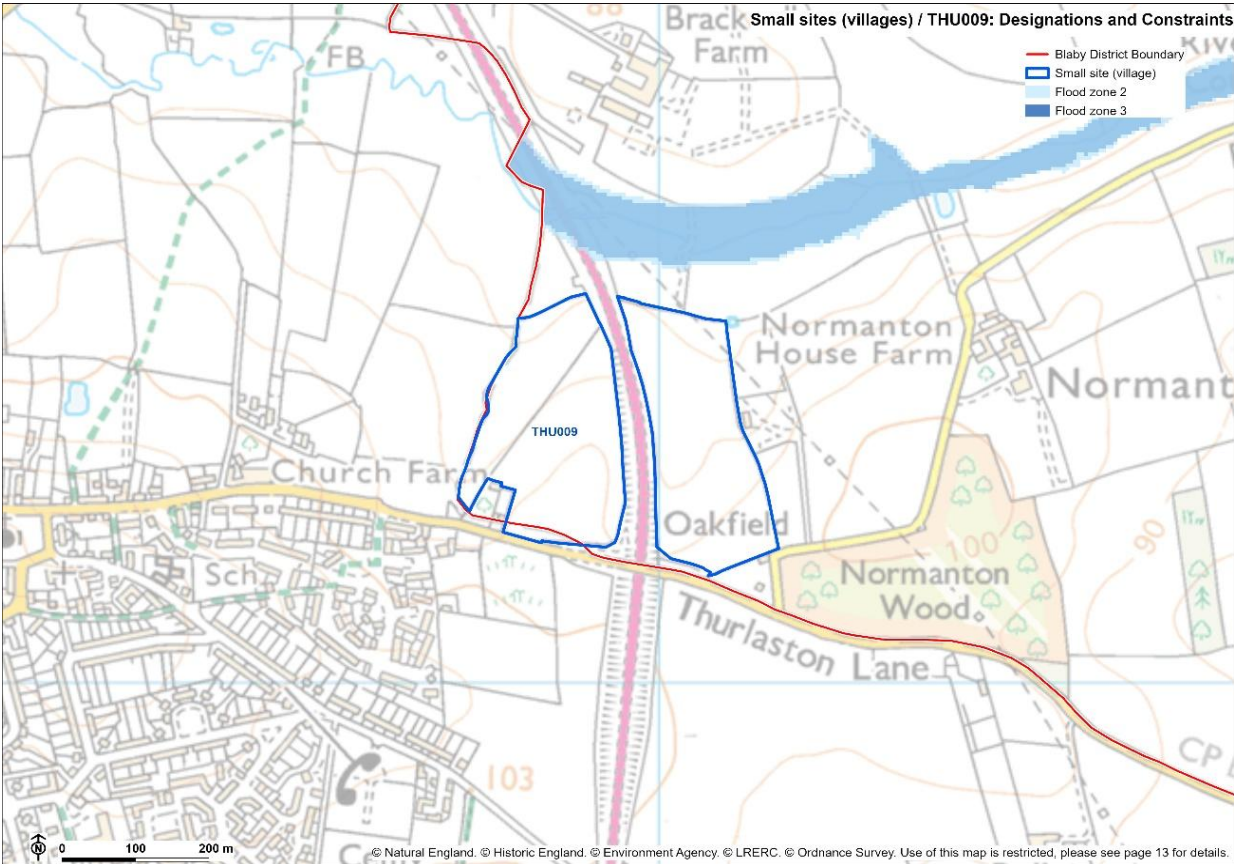 Small sites (villages) / THU009: Designations and Constraints
Blaby District Boundary
Small site (village)
Flood zone 2
Flood zone 3
88
Brack
Farm
FB
Normanton
House Farm
Normant
THU009
Church Farm
Oakfield
100
90
Sch
Normanton
Wood
Thurlaston Lane
103
CP
N
0 100 200 m
© Natural England. © Historic England. © Environment Agency. © LRERC. © Ordnance Survey. Use of this map is restricted, please see page 13 for details.